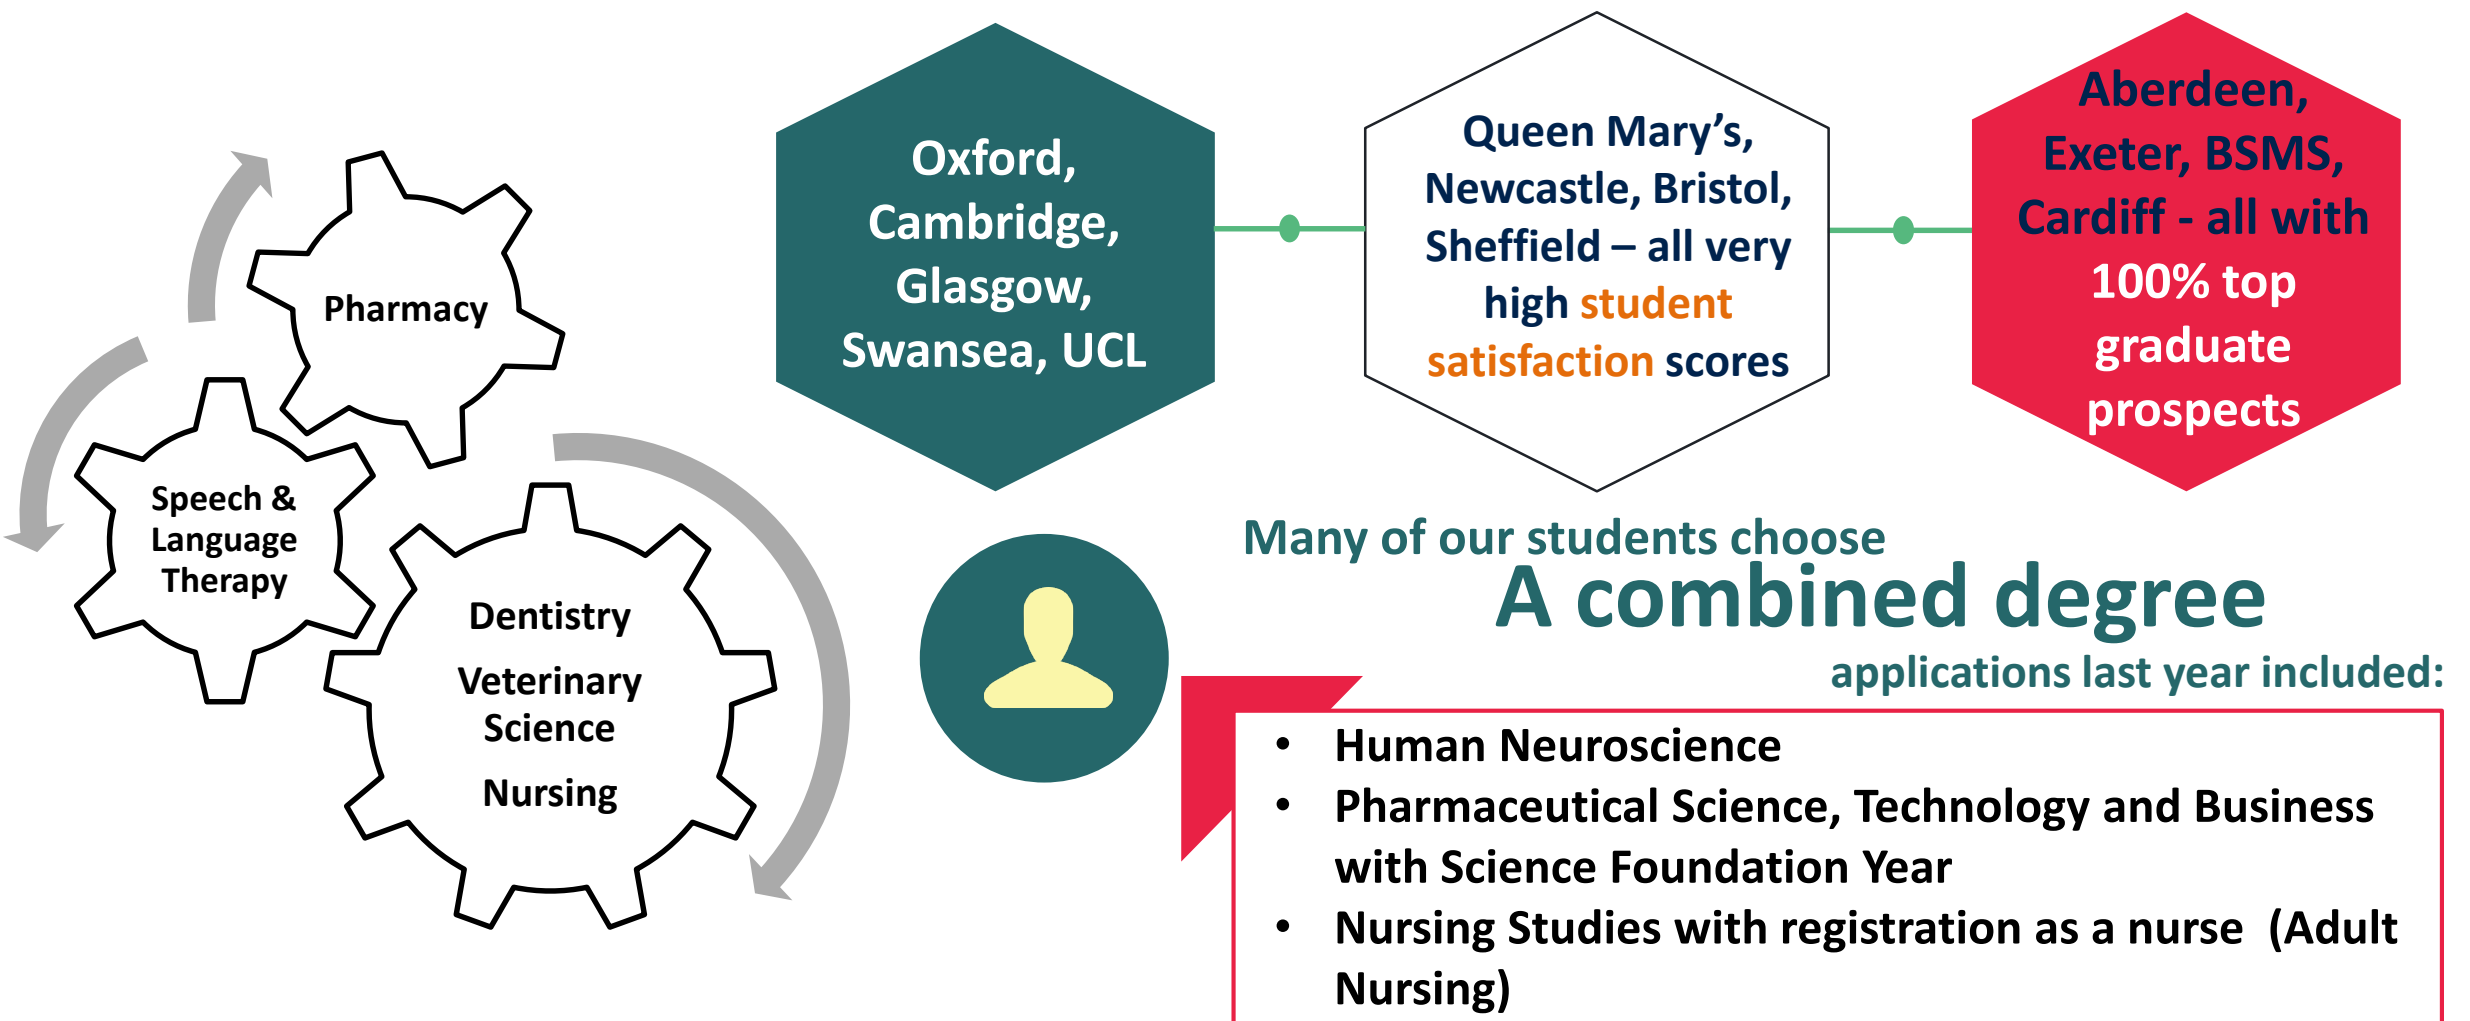 Pharmacy
Speech &
Language
Therapy
Dentistry
Veterinary
Science
Nursing
Oxford,
Cambridge,
Glasgow,
Swansea, UCL
Queen Mary’s,
Newcastle, Bristol,
Sheffield – all very
high student
satisfaction scores
Aberdeen,
Exeter, BSMS,
Cardiff - all with
100% top
graduate
prospects
Many of our students choose
A combined degree
applications last year included:
• Human Neuroscience
• Pharmaceutical Science, Technology and Business
with Science Foundation Year
• Nursing Studies with registration as a nurse  (Adult
Nursing)